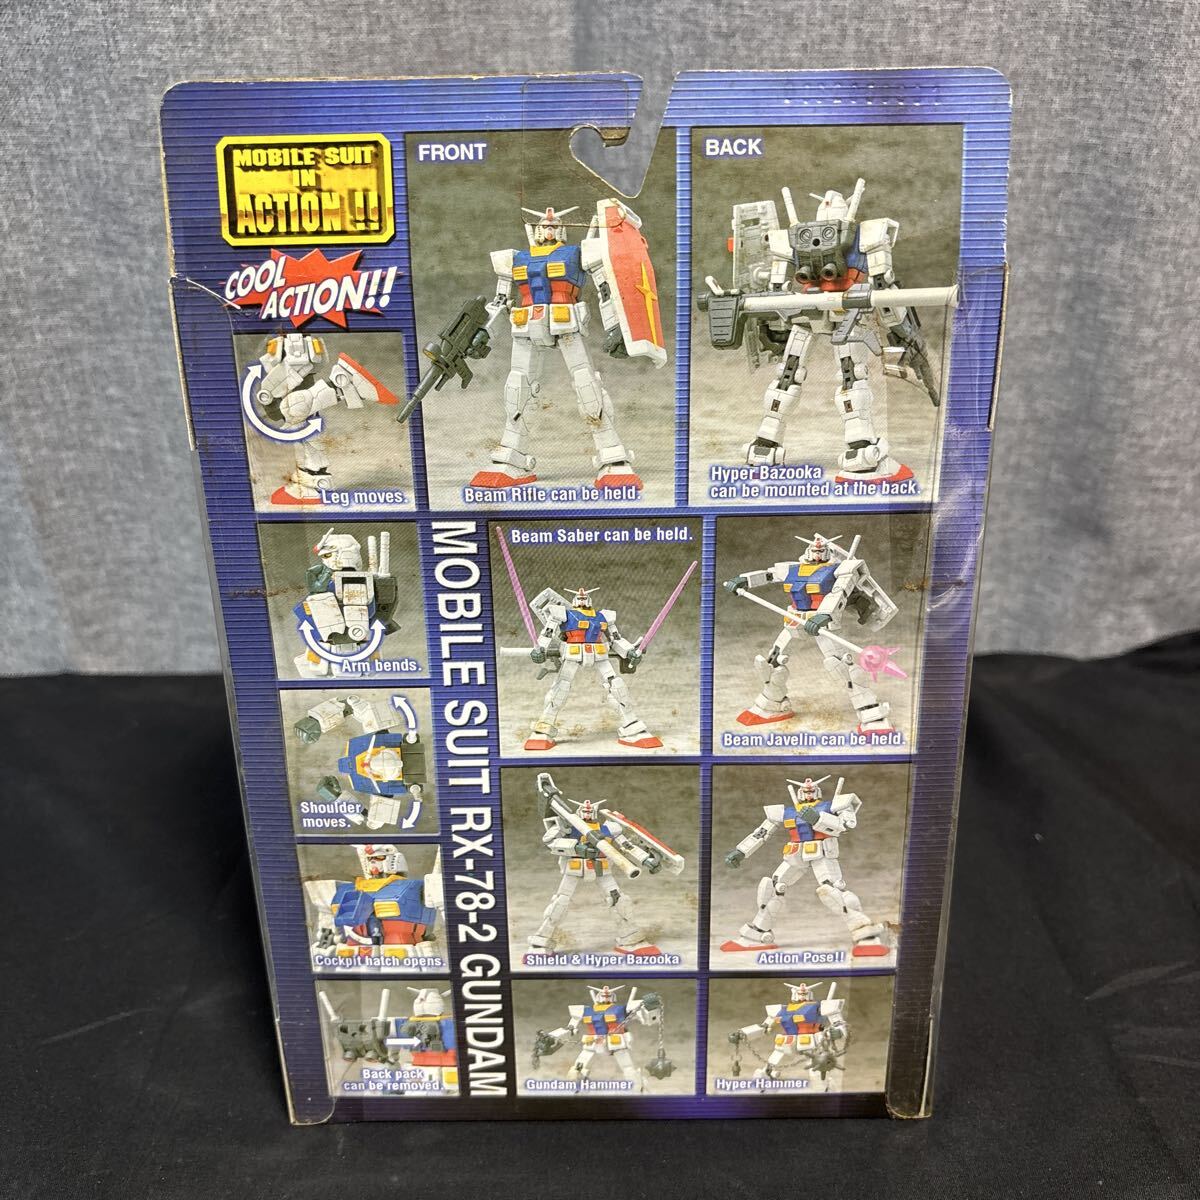 MOBILE SUIT
IN
ACTION !!
COOL
ACTION!!
FRONT
BACK
Leg moves.
Beam Rifle can be held.
Hyper Bazooka
can be mounted at the back.
Arm bends.
Beam Saber can be held.
Beam Javelin can be held.
Shoulder
moves.
Cockpit hatch opens.
Shield & Hyper Bazooka
Action Pose!!
Back pack
can be removed.
Gundam Hammer
Hyper Hammer
MOBILE SUIT RX-78-2 GUNDAM